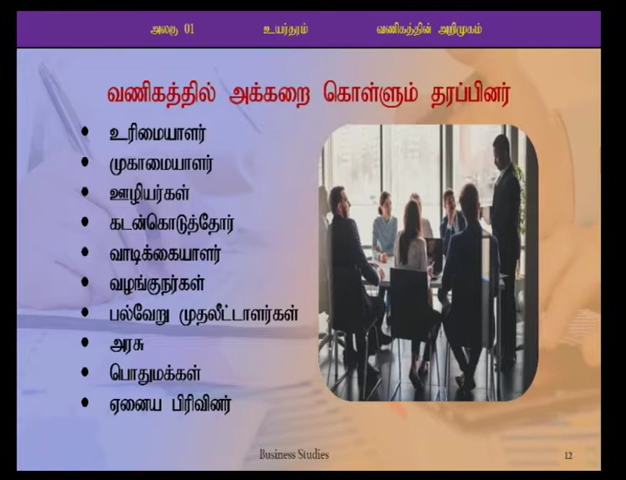 அலகு 01 உயர்தரம் வணிகத்தின் அறிமுகம்
வணிகத்தில் அக்கறை கொள்ளும் தரப்பினர்
• உரிமையாளர்
• முகாமையாளர்
• ஊழியர்கள்
• கடன்கொடுத்தோர்
• வாடிக்கையாளர்
• வழங்குநர்கள்
• பல்வேறு முதலீட்டாளர்கள்
• அரசு
• பொதுமக்கள்
• ஏனைய பிரிவினர்
Business Studies 12